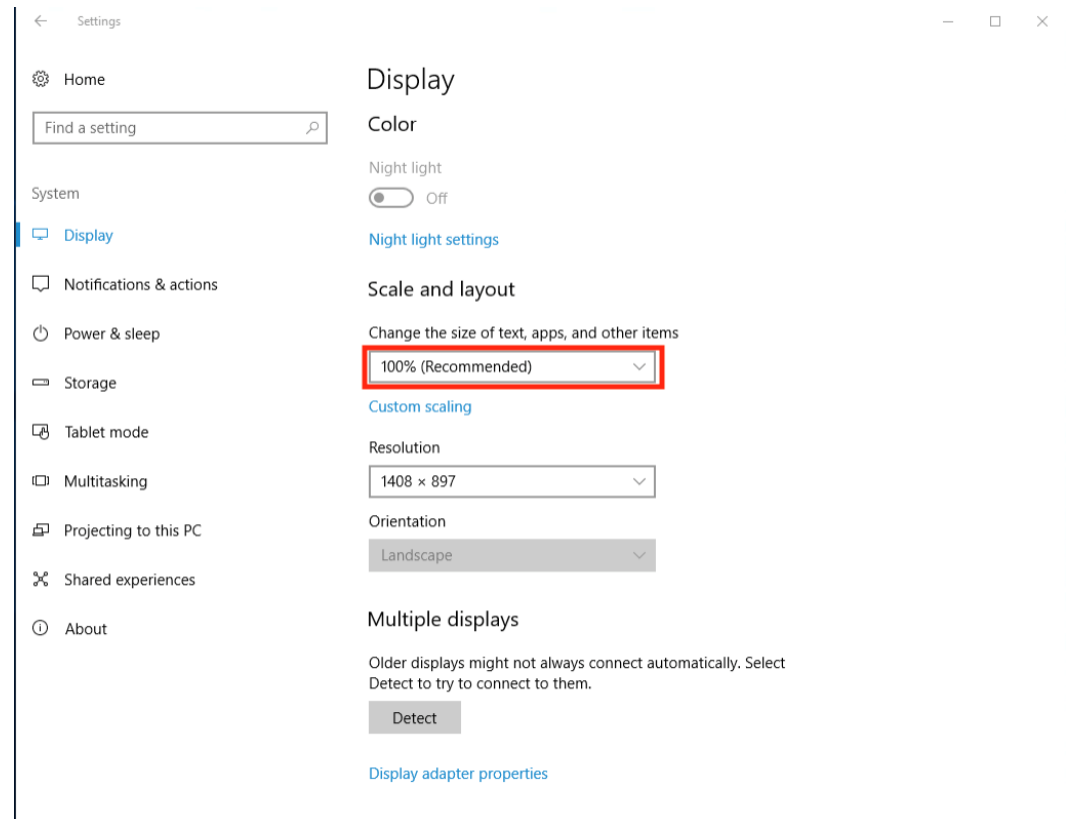 Settings
Home
Find a setting
System
Display
Notifications & actions
Power & sleep
Storage
Tablet mode
Multitasking
Projecting to this PC
Shared experiences
About
Display
Color
Night light
Off
Night light settings
Scale and layout
Change the size of text, apps, and other items
100% (Recommended)
Custom scaling
Resolution
1408 × 897
Orientation
Landscape
Multiple displays
Older displays might not always connect automatically. Select
Detect to try to connect to them.
Detect
Display adapter properties